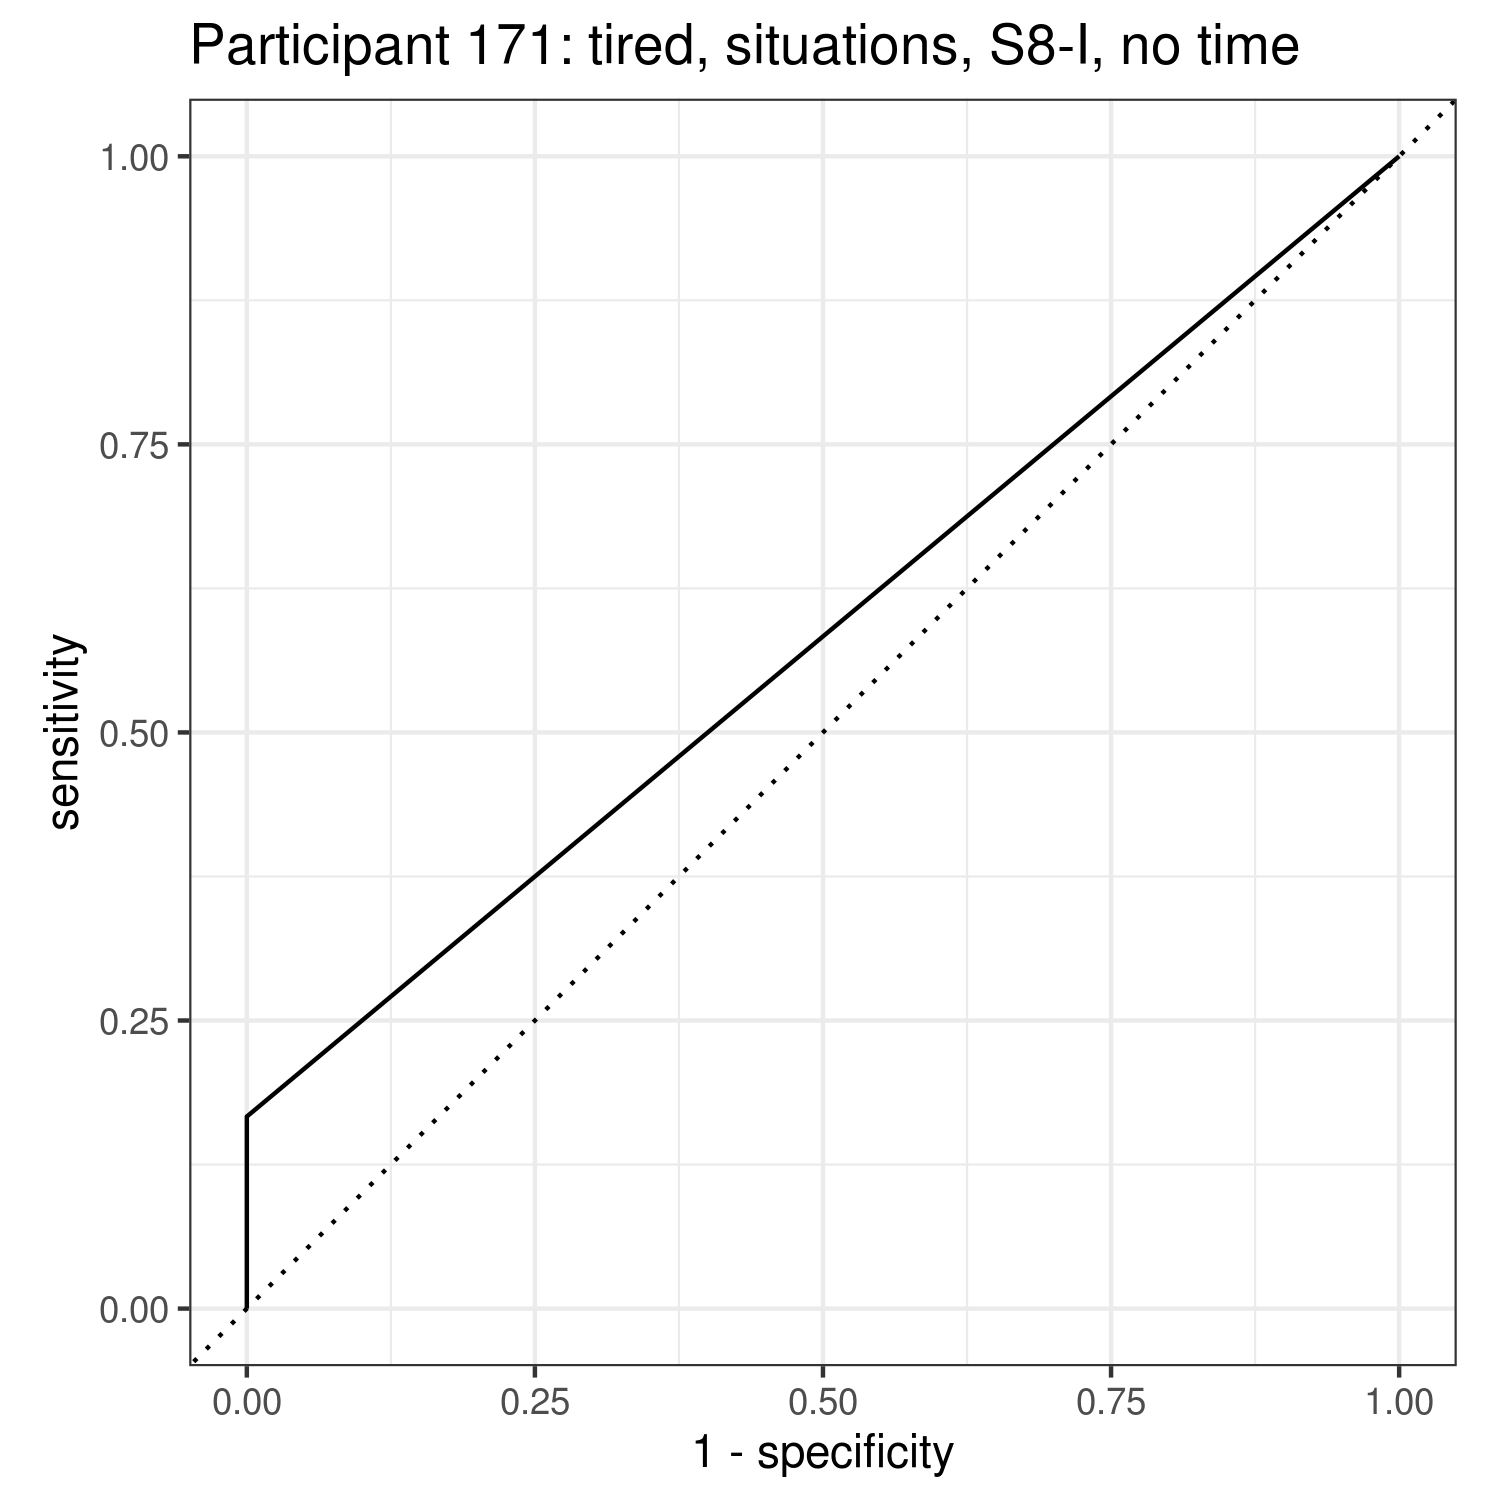 Participant 171: tired, situations, S8-I, no time
1.00
0.75
0.50
0.25
0.00
sensitivity
0.00 0.25 0.50 0.75 1.00
1 - specificity